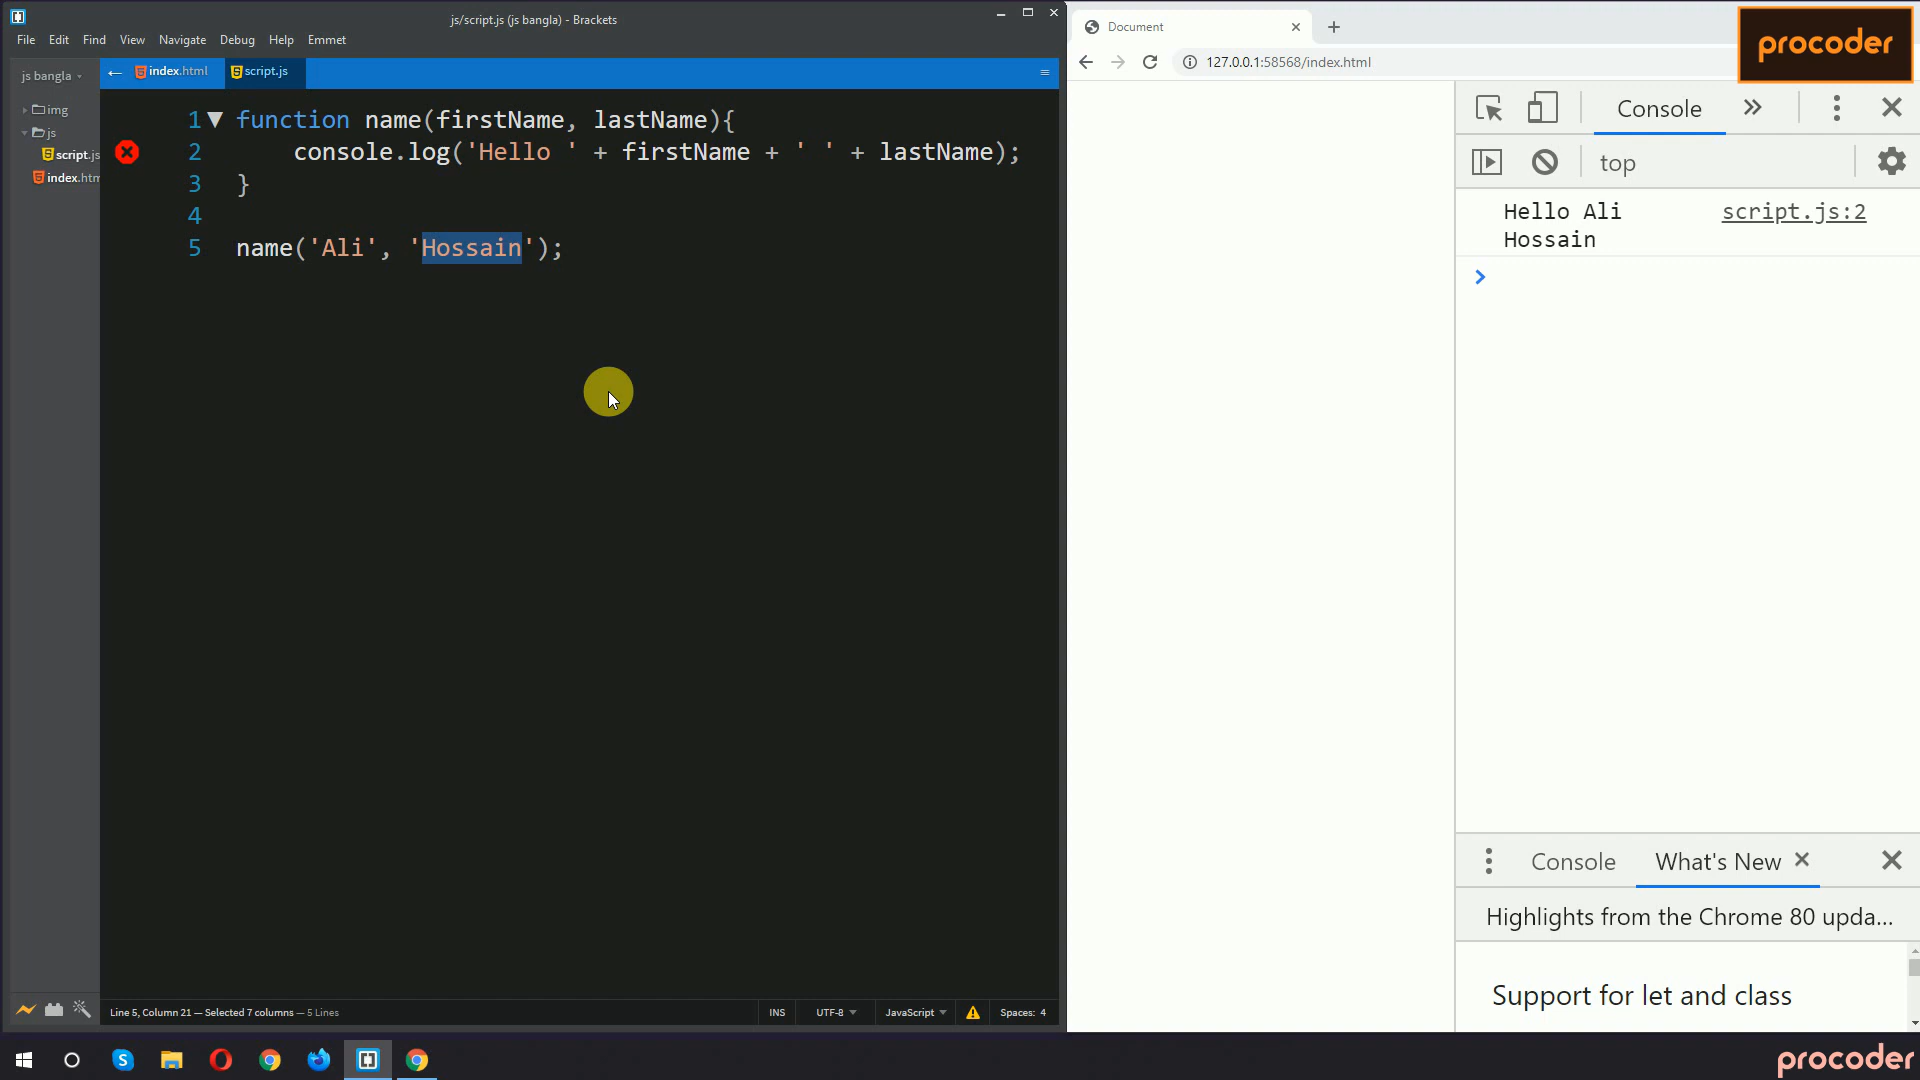 js/script.js (js bangla) - Brackets
File Edit Find View Navigate Debug Help Emmet
js bangla
index.html
script.js
img
js
script.js
index.htm
1 function name(firstName, lastName){
2 console.log('Hello ' + firstName + ' ' + lastName);
3 }
4
5 name('Ali', 'Hossain');
Line 5, Column 21 — Selected 7 columns — 5 Lines
INS
UTF-8
JavaScript
Spaces: 4
Document
127.0.0.1:58568/index.html
procoder
Console
top
Hello Ali
Hossain
script.js:2
Console
What's New
Highlights from the Chrome 80 upda...
Support for let and class
procoder